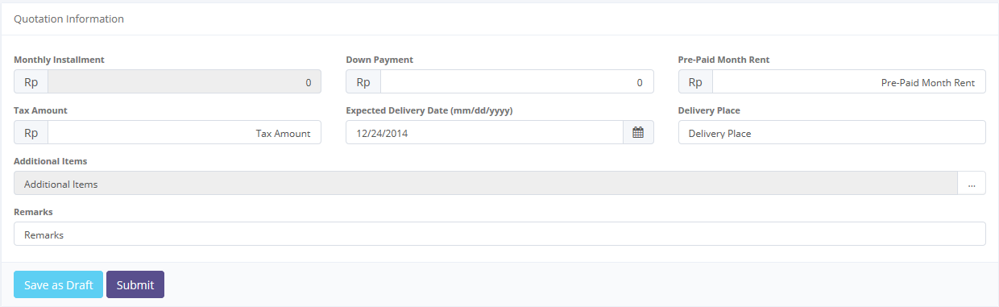 Quotation Information
Monthly Installment Down Payment Pre-Paid Month Rent
Rp 0 Rp 0 Rp Pre-Paid Month Rent
Tax Amount Expected Delivery Date (mm/dd/yyyy) Delivery Place
Rp Tax Amount 12/24/2014 Delivery Place
Additional Items
Additional Items ...
Remarks
Remarks
Save as Draft Submit